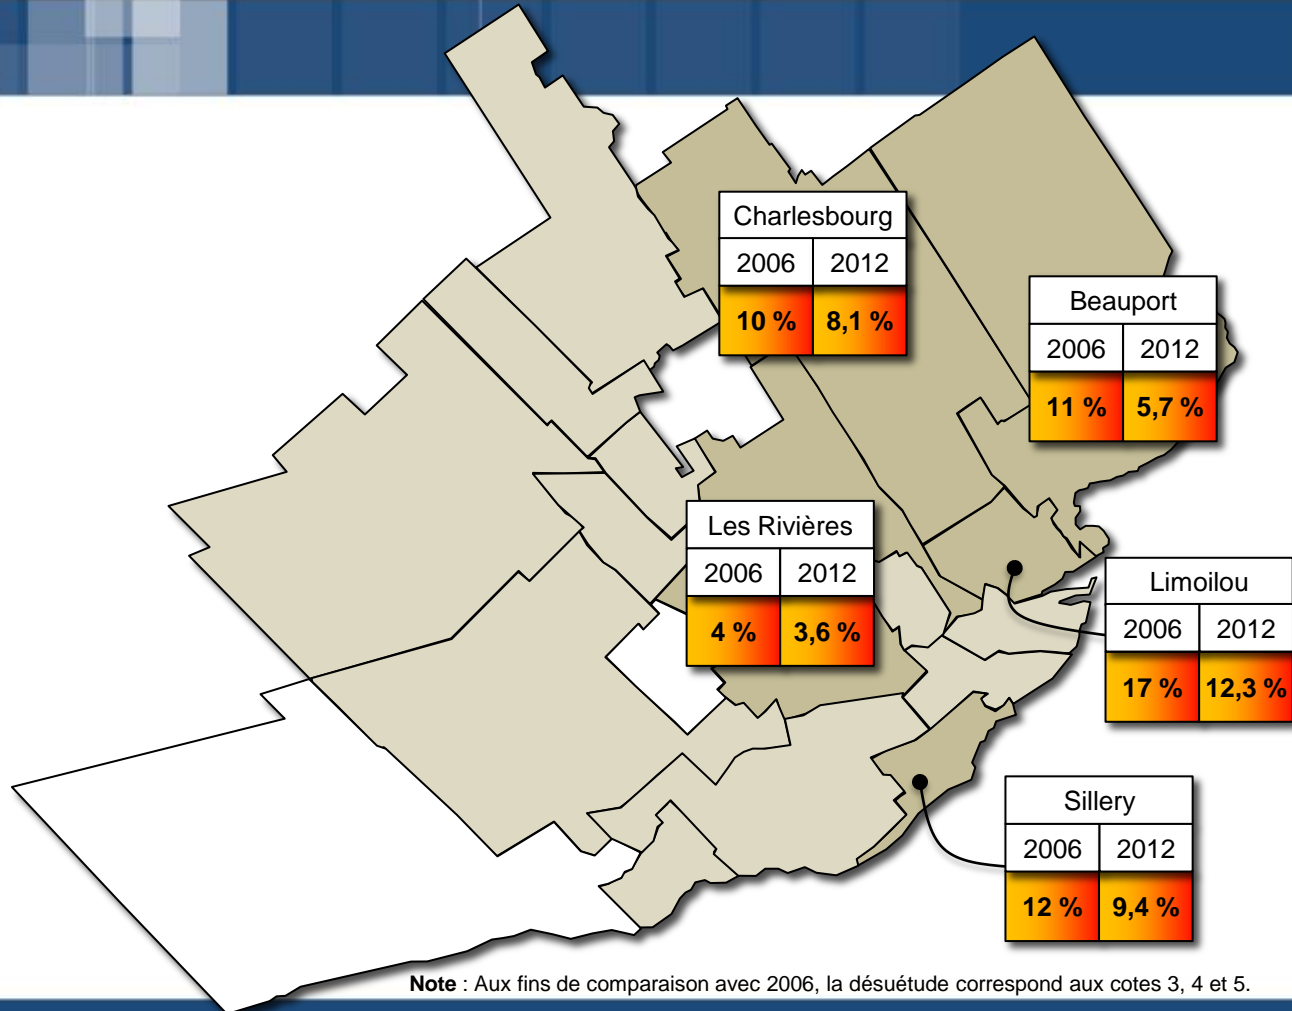 Charlesbourg
2006 2012
10 % 8,1 %
Beauport
2006 2012
11 % 5,7 %
Les Rivières
2006 2012
4 % 3,6 %
Limoilou
2006 2012
17 % 12,3 %
Sillery
2006 2012
12 % 9,4 %
Note : Aux fins de comparaison avec 2006, la désuétude correspond aux cotes 3, 4 et 5.